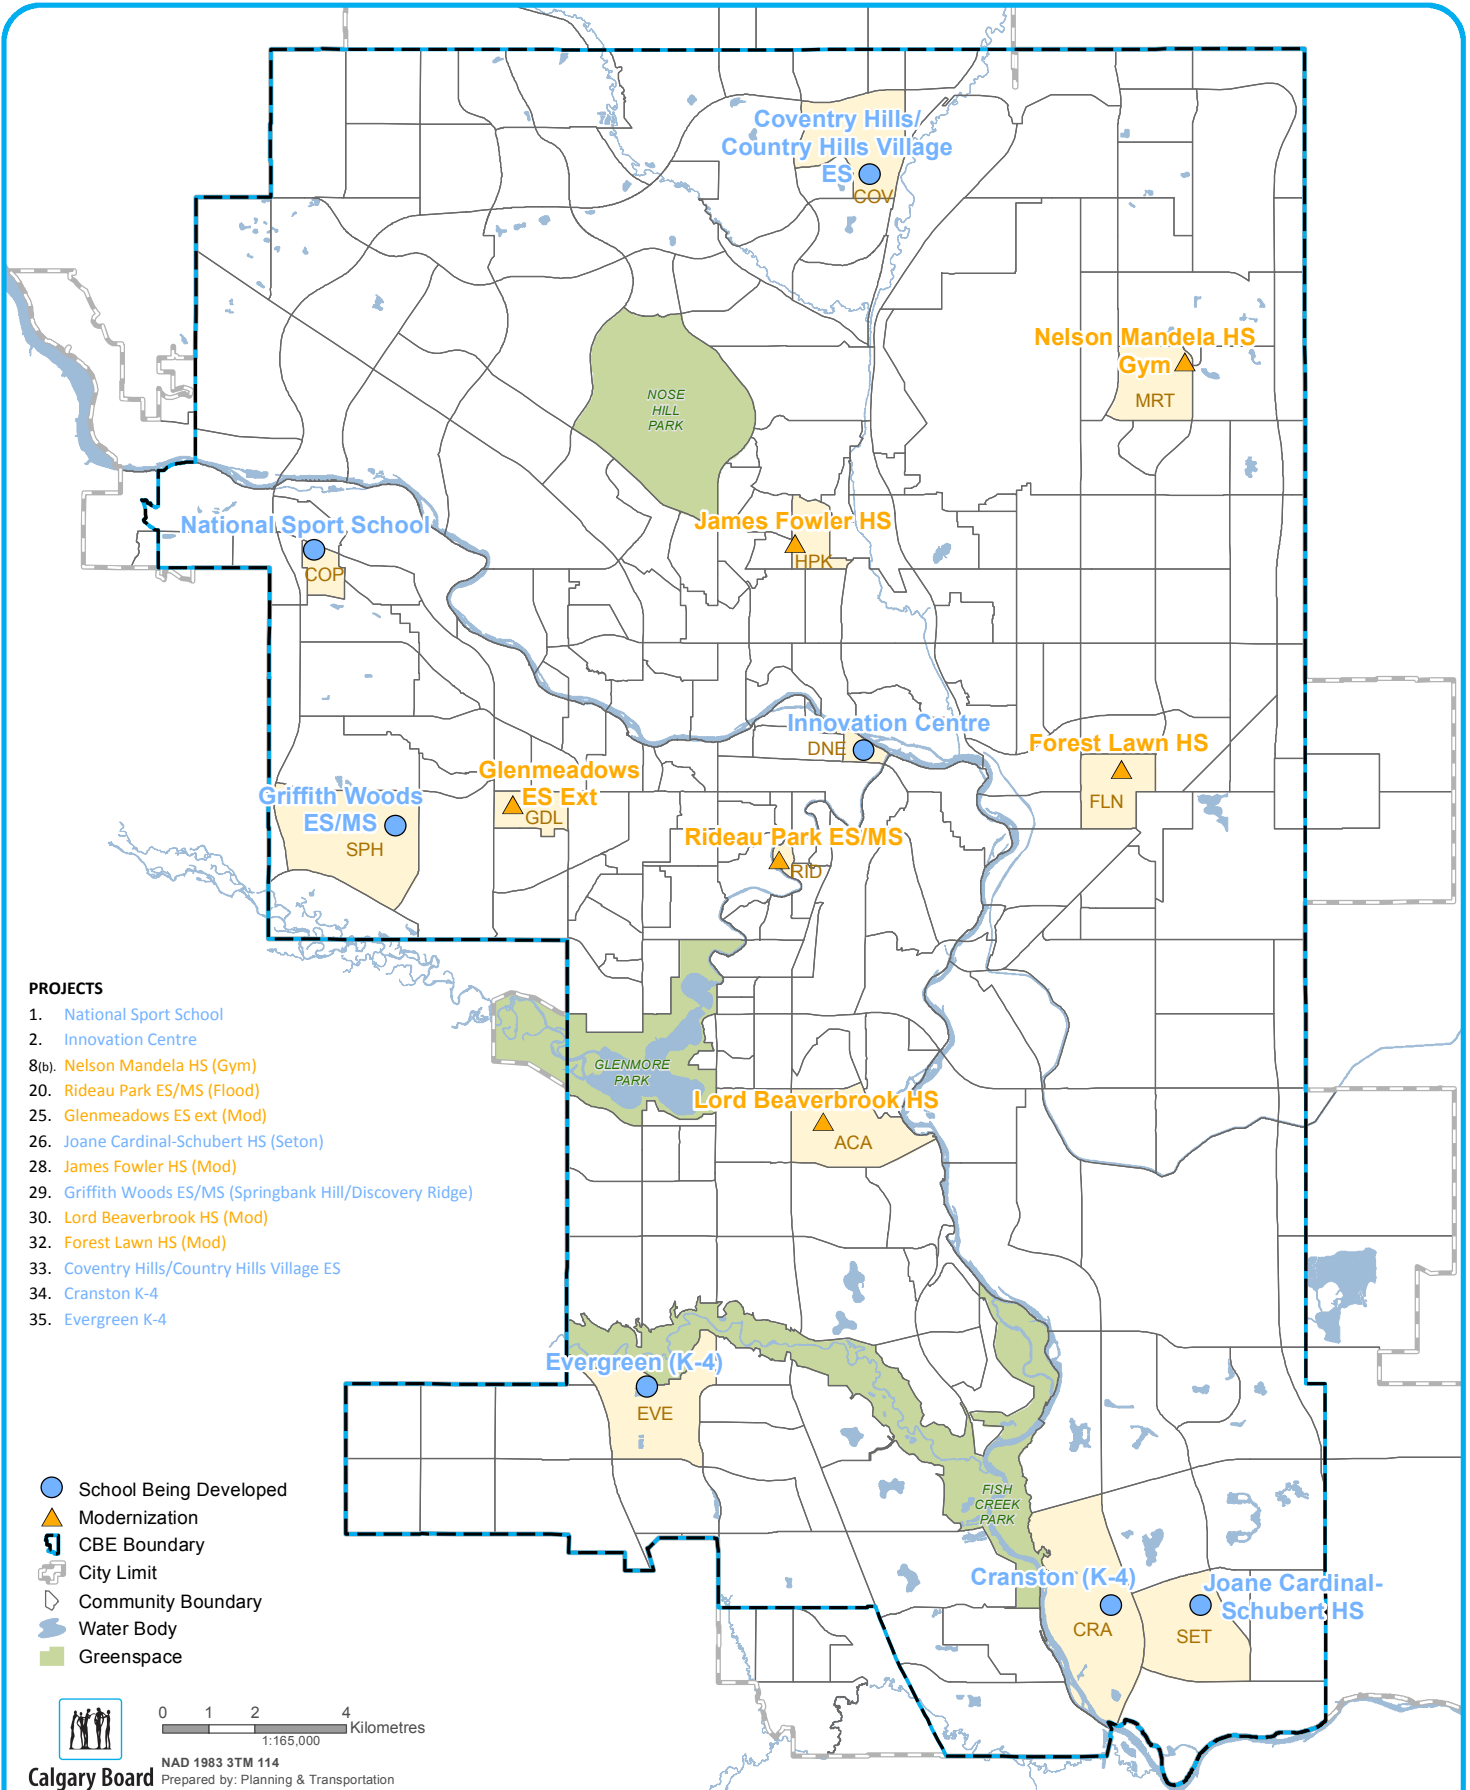 Coventry Hills/
Country Hills Village
ES
COV
Nelson Mandela HS
Gym
MRT
NOSE
HILL
PARK
National Sport School
COP
James Fowler HS
HPK
Innovation Centre
DNE
Forest Lawn HS
FLN
Glenmeadows
ES Ext
GDL
Griffith Woods
ES/MS
SPH
Rideau Park ES/MS
RID
GLENMORE
PARK
Lord Beaverbrook HS
ACA
PROJECTS
1. National Sport School
2. Innovation Centre
8(b). Nelson Mandela HS (Gym)
20. Rideau Park ES/MS (Flood)
25. Glenmeadows ES ext (Mod)
26. Joane Cardinal-Schubert HS (Seton)
28. James Fowler HS (Mod)
29. Griffith Woods ES/MS (Springbank Hill/Discovery Ridge)
30. Lord Beaverbrook HS (Mod)
32. Forest Lawn HS (Mod)
33. Coventry Hills/Country Hills Village ES
34. Cranston K-4
35. Evergreen K-4
Evergreen (K-4)
EVE
FISH
CREEK
PARK
Cranston (K-4)
CRA
Joane Cardinal-
Schubert HS
SET
School Being Developed
Modernization
CBE Boundary
City Limit
Community Boundary
Water Body
Greenspace
0 1 2 4
Kilometres
1:165,000
NAD 1983 3TM 114
Calgary Board
Prepared by: Planning & Transportation